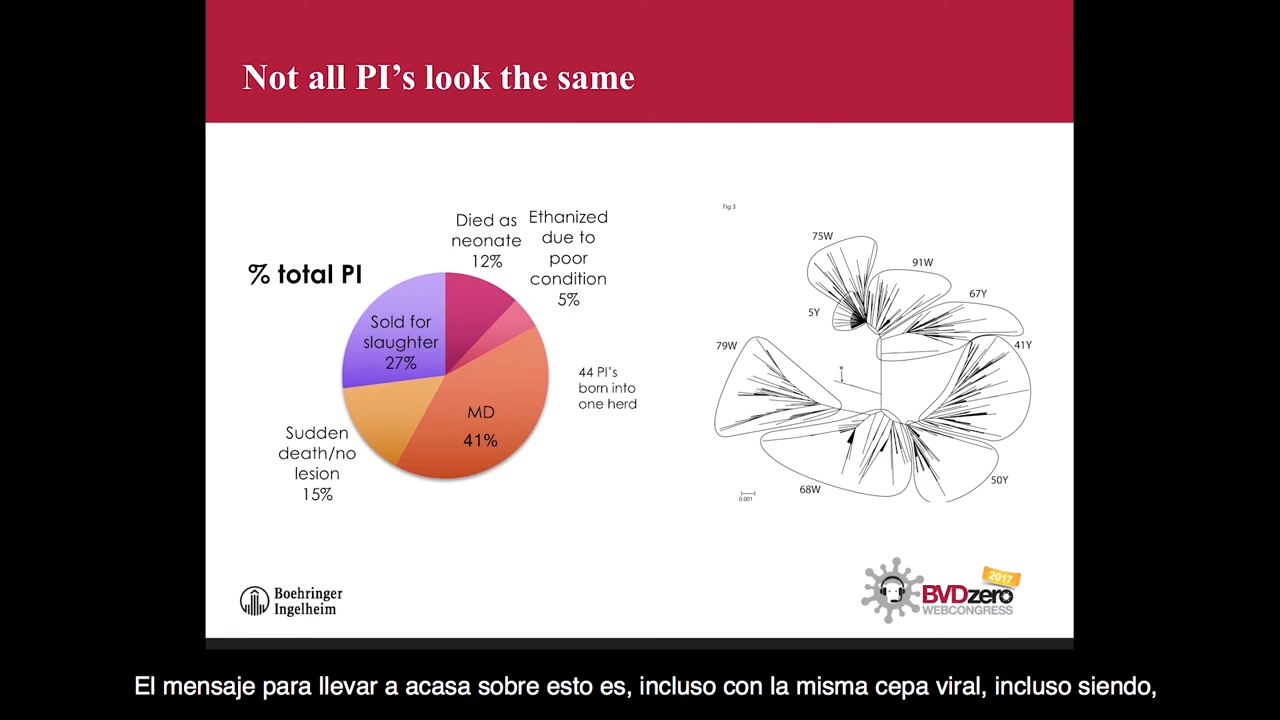 Not all PI's look the same
% total PI
Died as
neonate
12%
Ethanized
due to
poor
condition
5%
Sold for
slaughter
27%
MD
41%
Sudden
death/no
lesion
15%
44 PI's
born into
one herd
Fig 3
75W
91W
67Y
5Y
79W
41Y
*
68W
50Y
0.001
Boehringer
Ingelheim
2017
BVDzero
WEBCONGRESS
El mensaje para llevar a acasa sobre esto es, incluso con la misma cepa viral, incluso siendo,